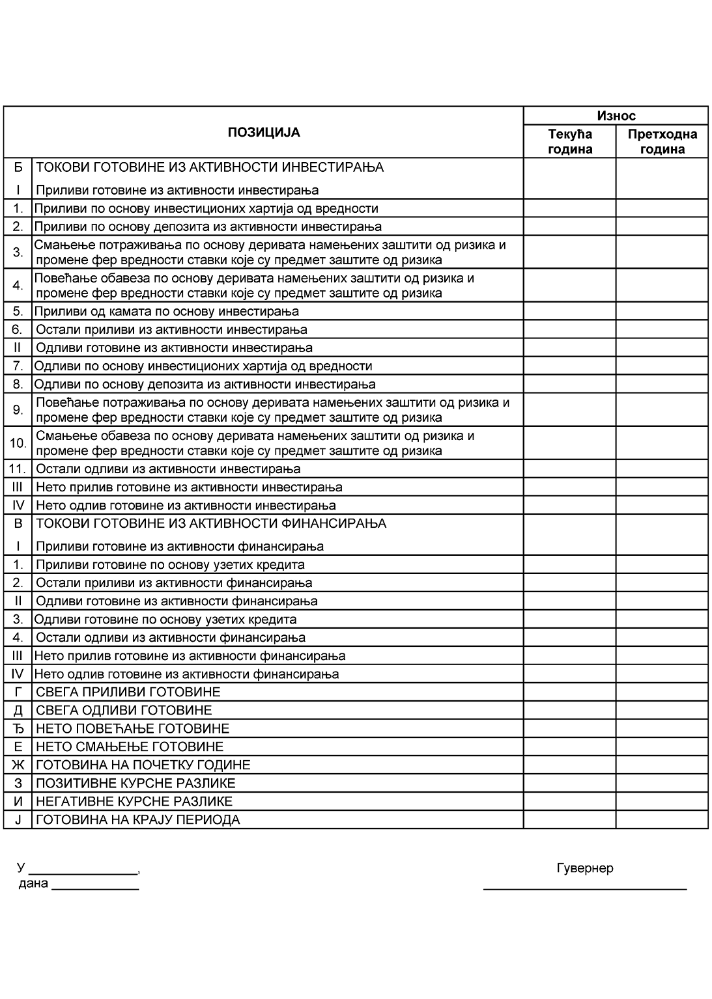 ПОЗИЦИЈА
Износ
Текућа година
Претходна година
Б ТОКОВИ ГОТОВИНЕ ИЗ АКТИВНОСТИ ИНВЕСТИРАЊА
I Приливи готовине из активности инвестирања
1. Приливи по основу инвестиционих хартија од вредности
2. Приливи по основу депозита из активности инвестирања
3. Смањење потраживања по основу деривата намењених заштити од ризика и
промене фер вредности ставки које су предмет заштите од ризика
4. Повећање обавеза по основу деривата намењених заштити од ризика и
промене фер вредности ставки које су предмет заштите од ризика
5. Приливи од камата по основу инвестирања
6. Остали приливи из активности инвестирања
II Одливи готовине из активности инвестирања
7. Одливи по основу инвестиционих хартија од вредности
8. Одливи по основу депозита из активности инвестирања
9. Повећање потраживања по основу деривата намењених заштити од ризика и
промене фер вредности ставки које су предмет заштите од ризика
10. Смањење обавеза по основу деривата намењених заштити од ризика и
промене фер вредности ставки које су предмет заштите од ризика
11. Остали одливи из активности инвестирања
III Нето прилив готовине из активности инвестирања
IV Нето одлив готовине из активности инвестирања
В ТОКОВИ ГОТОВИНЕ ИЗ АКТИВНОСТИ ФИНАНСИРАЊА
I Приливи готовине из активности финансирања
1. Приливи готовине по основу узетих кредита
2. Остали приливи из активности финансирања
II Одливи готовине из активности финансирања
3. Одливи готовине по основу узетих кредита
4. Остали одливи из активности финансирања
III Нето прилив готовине из активности финансирања
IV Нето одлив готовине из активности финансирања
Г СВЕГА ПРИЛИВИ ГОТОВИНЕ
Д СВЕГА ОДЛИВИ ГОТОВИНЕ
Ђ НЕТО ПОВЕЋАЊЕ ГОТОВИНЕ
Е НЕТО СМАЊЕЊЕ ГОТОВИНЕ
Ж ГОТОВИНА НА ПОЧЕТКУ ГОДИНЕ
З ПОЗИТИВНЕ КУРСНЕ РАЗЛИКЕ
И НЕГАТИВНЕ КУРСНЕ РАЗЛИКЕ
Ј ГОТОВИНА НА КРАЈУ ПЕРИОДА
У _______________,
дана ____________
Гувернер
____________________________